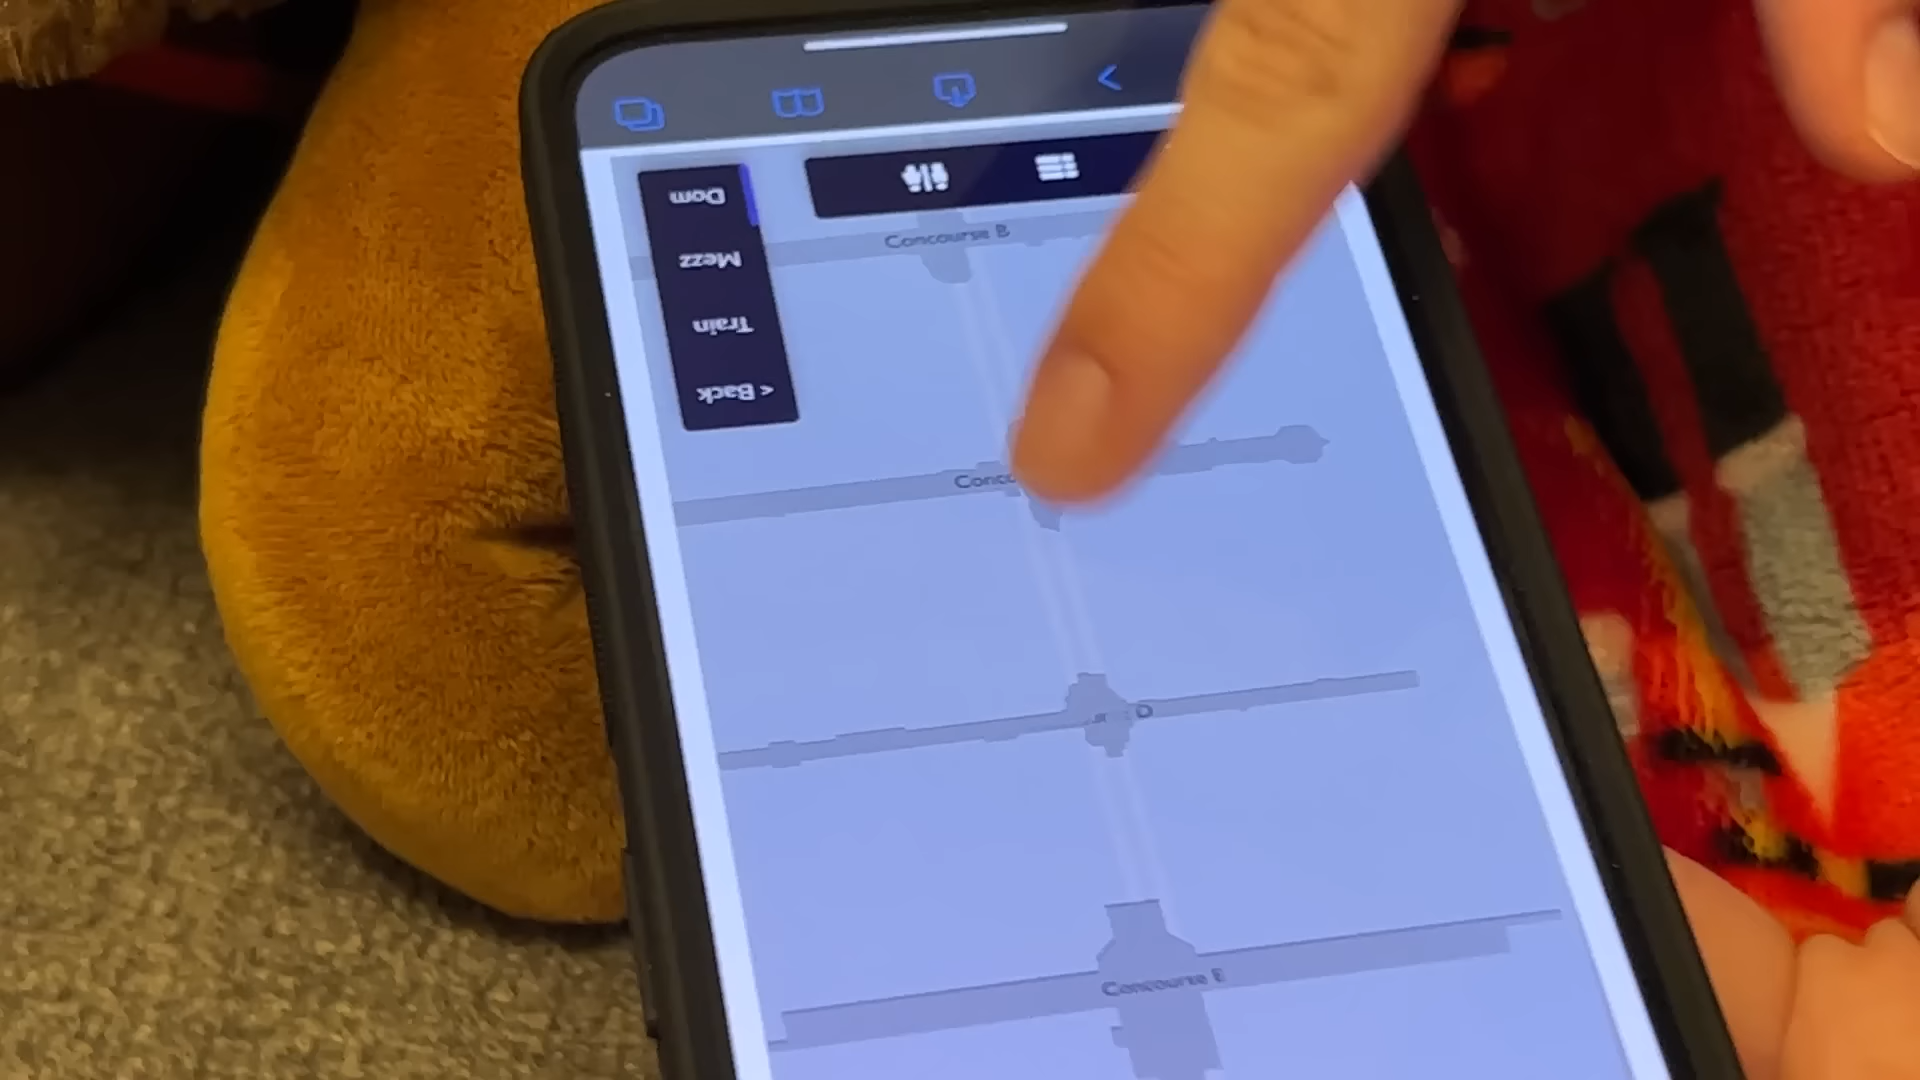 Dom
Mezz
Train
< Back
Concourse B
Conco
D
Concourse E